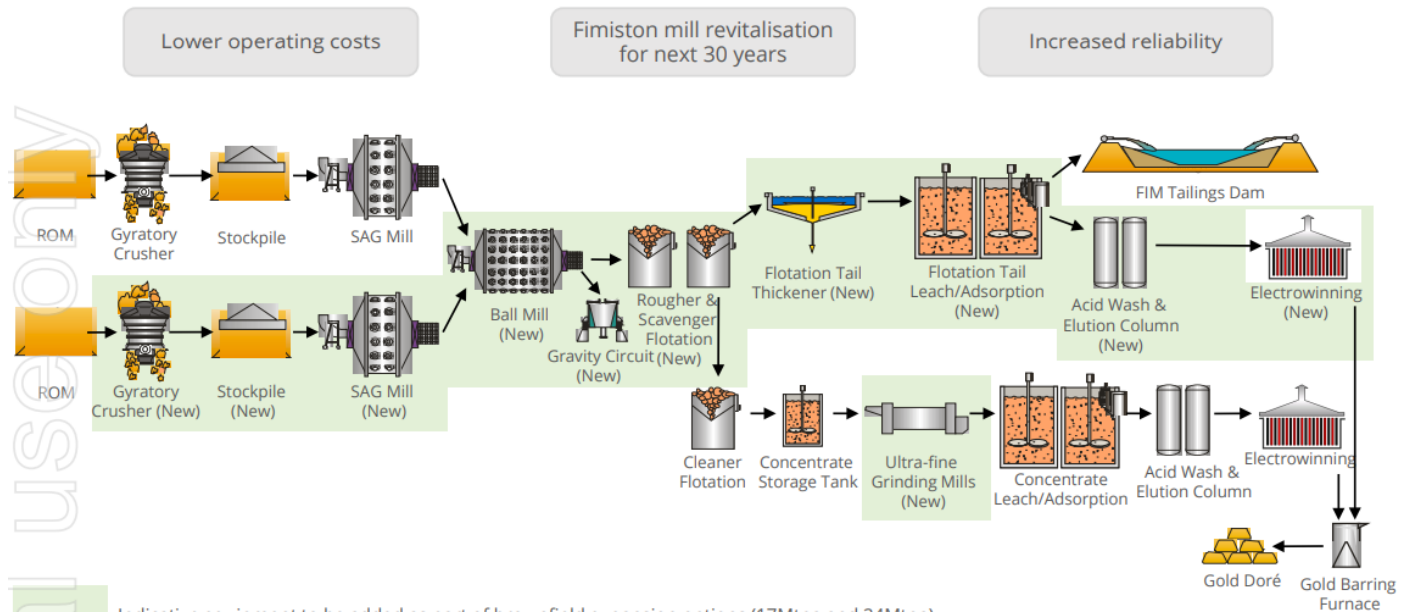 Lower operating costs
Fimiston mill revitalisation
for next 30 years
Increased reliability
ROM
Gyratory
Crusher
Stockpile
SAG Mill
FIM Tailings Dam
Flotation Tail
Thickener (New)
Flotation Tail
Leach/Adsorption
(New)
Acid Wash &
Elution Column
(New)
Electrowinning
(New)
Ball Mill
(New)
Rougher &
Scavenger
Flotation
(New)
Gravity Circuit
(New)
ROM
Gyratory
Crusher (New)
Stockpile
(New)
SAG Mill
(New)
Cleaner
Flotation
Concentrate
Storage Tank
Ultra-fine
Grinding Mills
(New)
Concentrate
Leach/Adsorption
Acid Wash &
Elution Column
Electrowinning
Gold Doré
Gold Barring
Furnace
use only